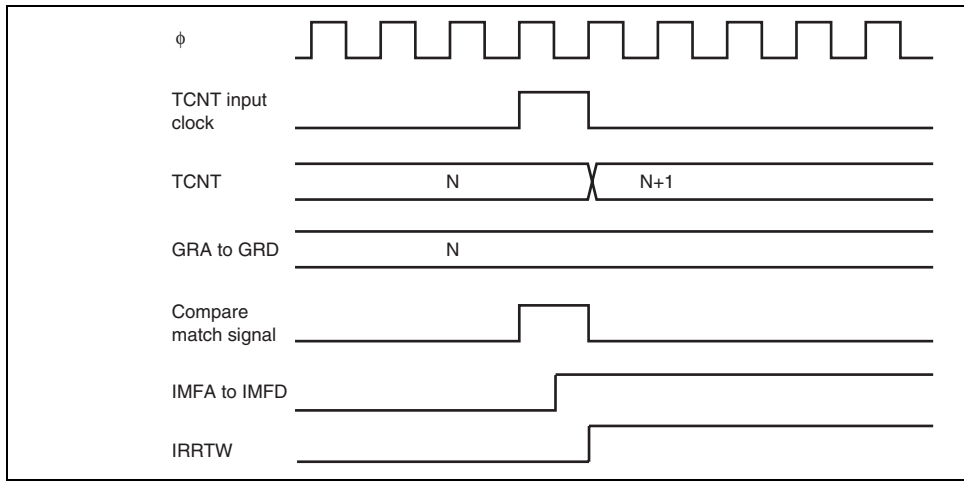 ϕ
TCNT input
clock
TCNT
N
N+1
GRA to GRD
N
Compare
match signal
IMFA to IMFD
IRRTW